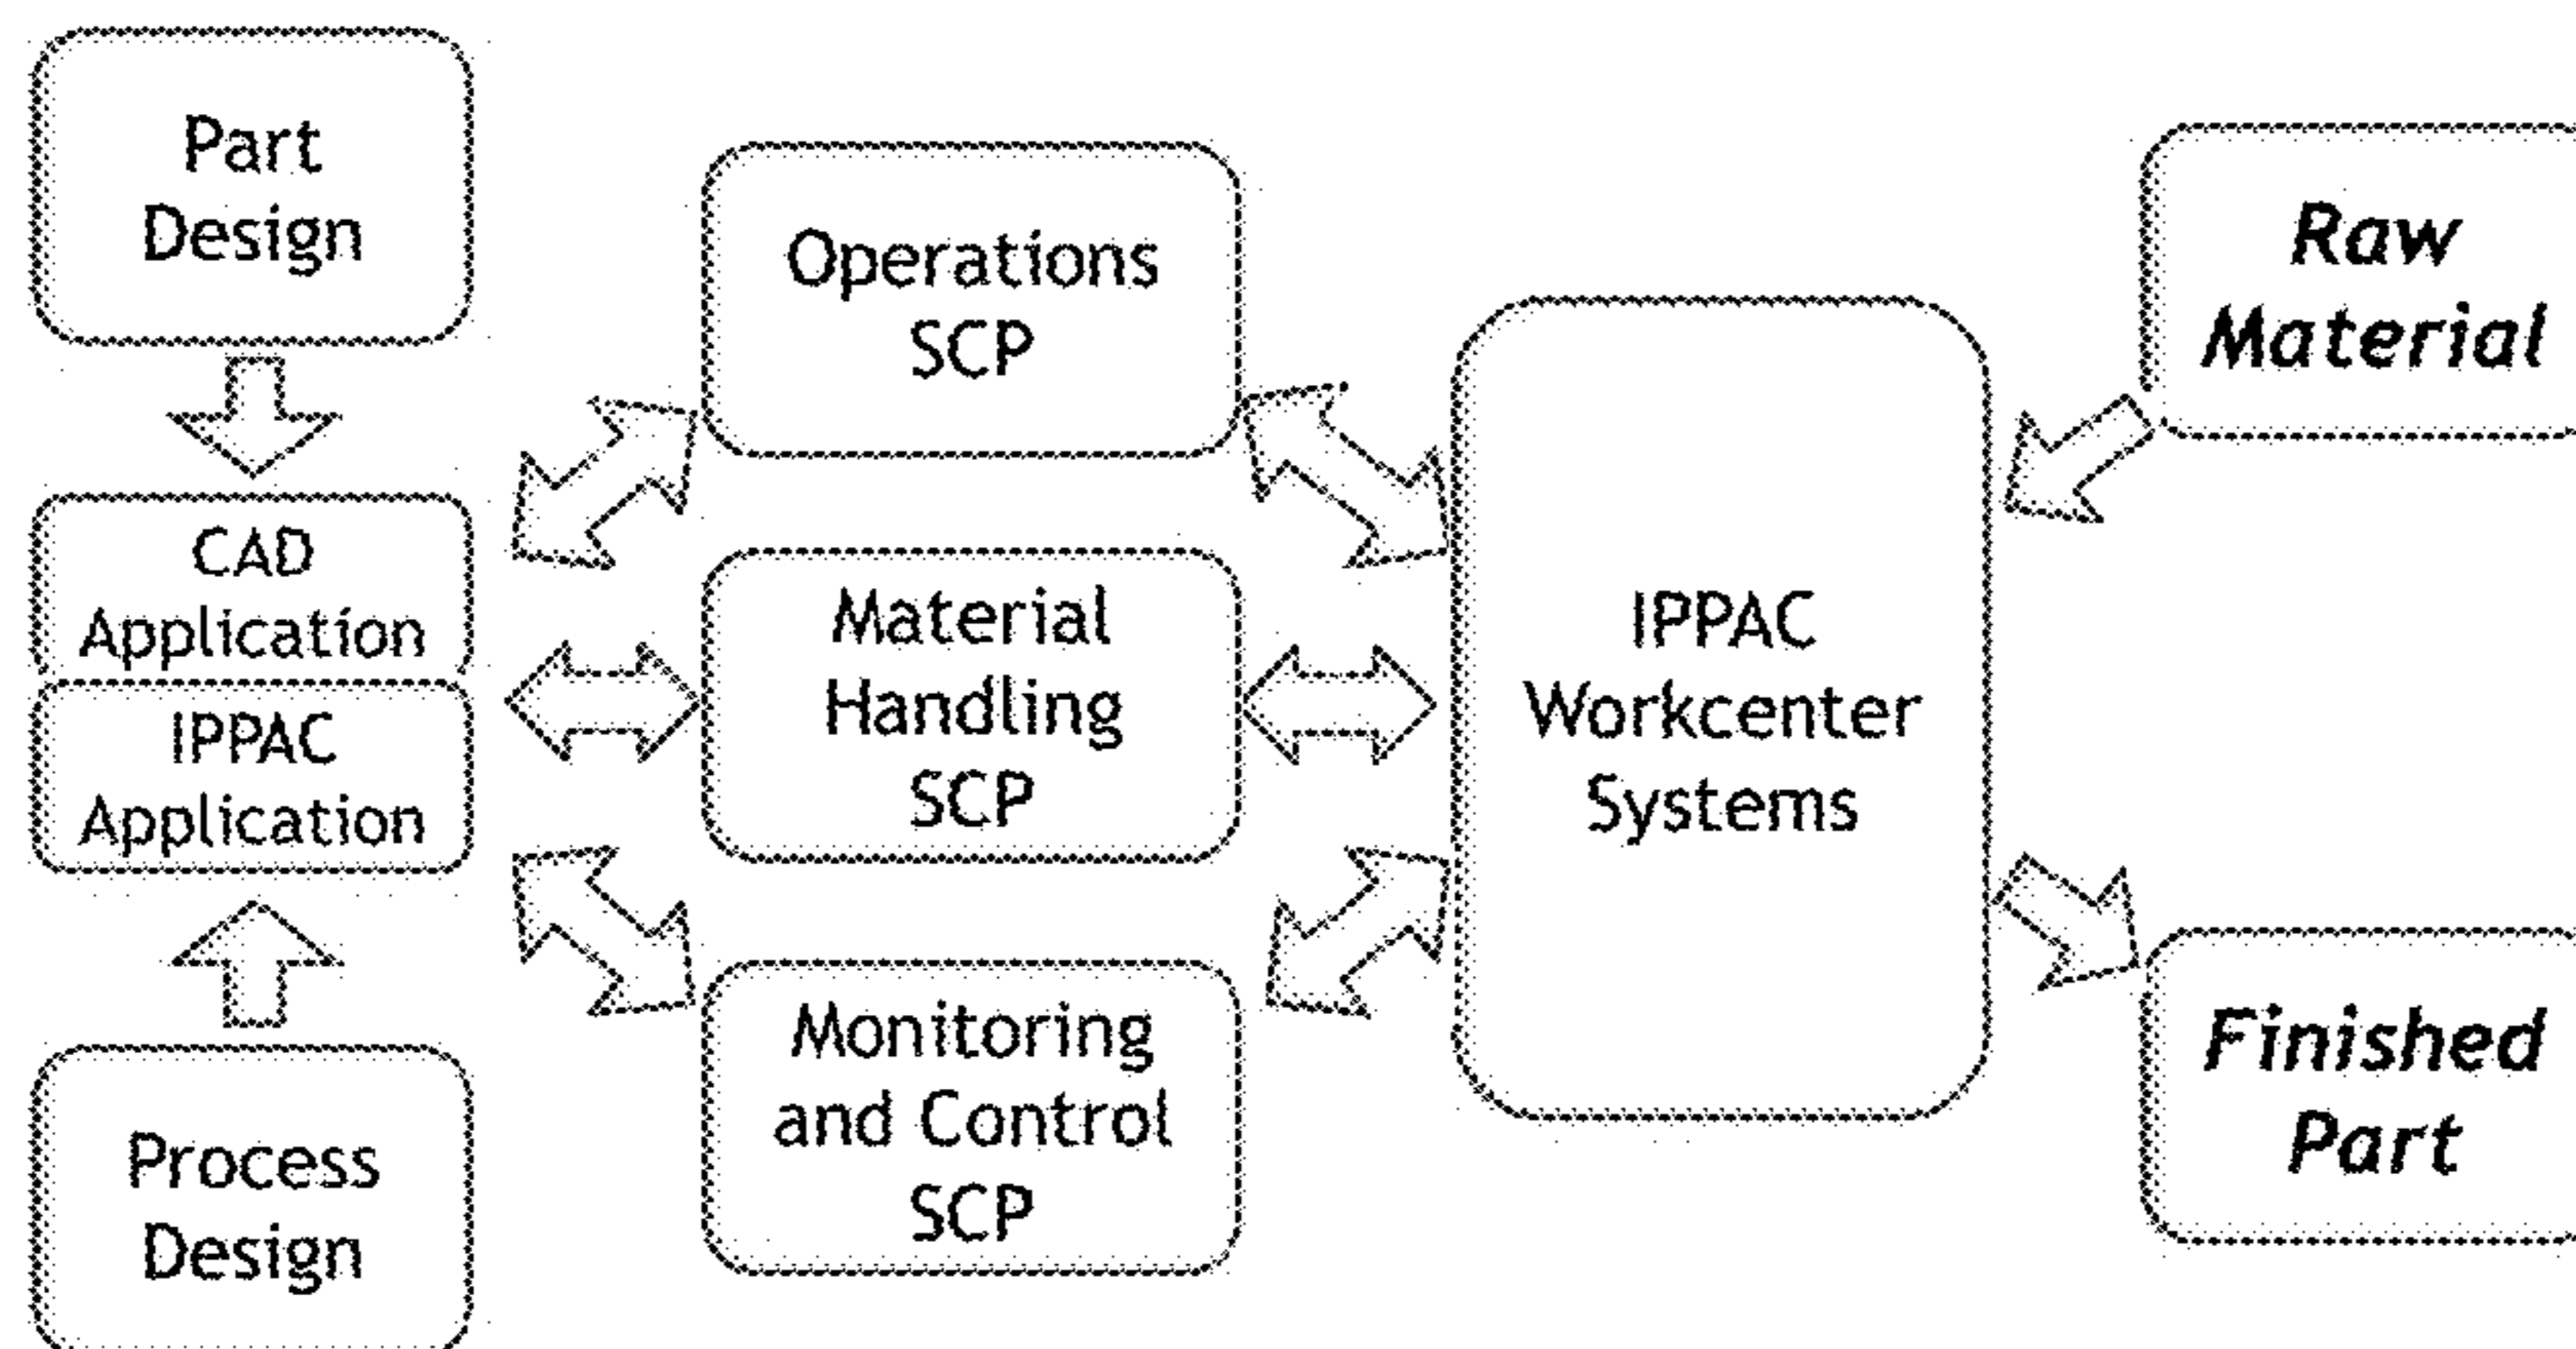 Part
Design
CAD
Application
IPPAC
Application
Process
Design
Operations
SCP
Material
Handling
SCP
Monitoring
and Control
SCP
IPPAC
Workcenter
Systems
Raw
Material
Finished
Part